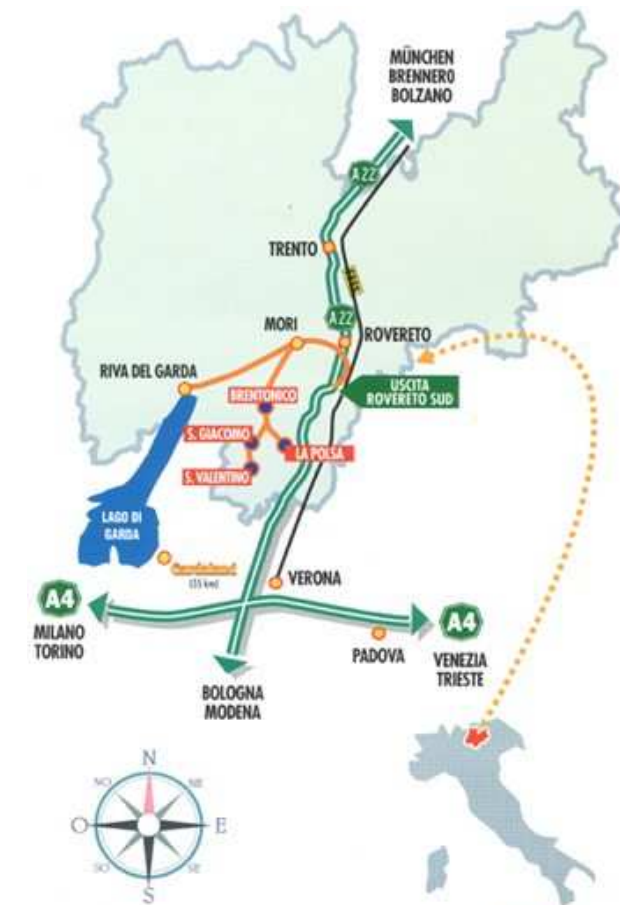 MÜNCHEN
BRENNERO
BOLZANO
A22
TRENTO
A22
MORI
ROVERETO
RIVA DEL GARDA
BRENTONICO
USCITA
ROVERETO SUD
S. GIACOMO
LA POLSA
S. VALENTINO
LAGO DI
GARDA
Gardaland
VERONA
A4
A4
MILANO
TORINO
PADOVA
VENEZIA
TRIESTE
BOLOGNA
MODENA
N
NO
NE
O
E
SO
SE
S